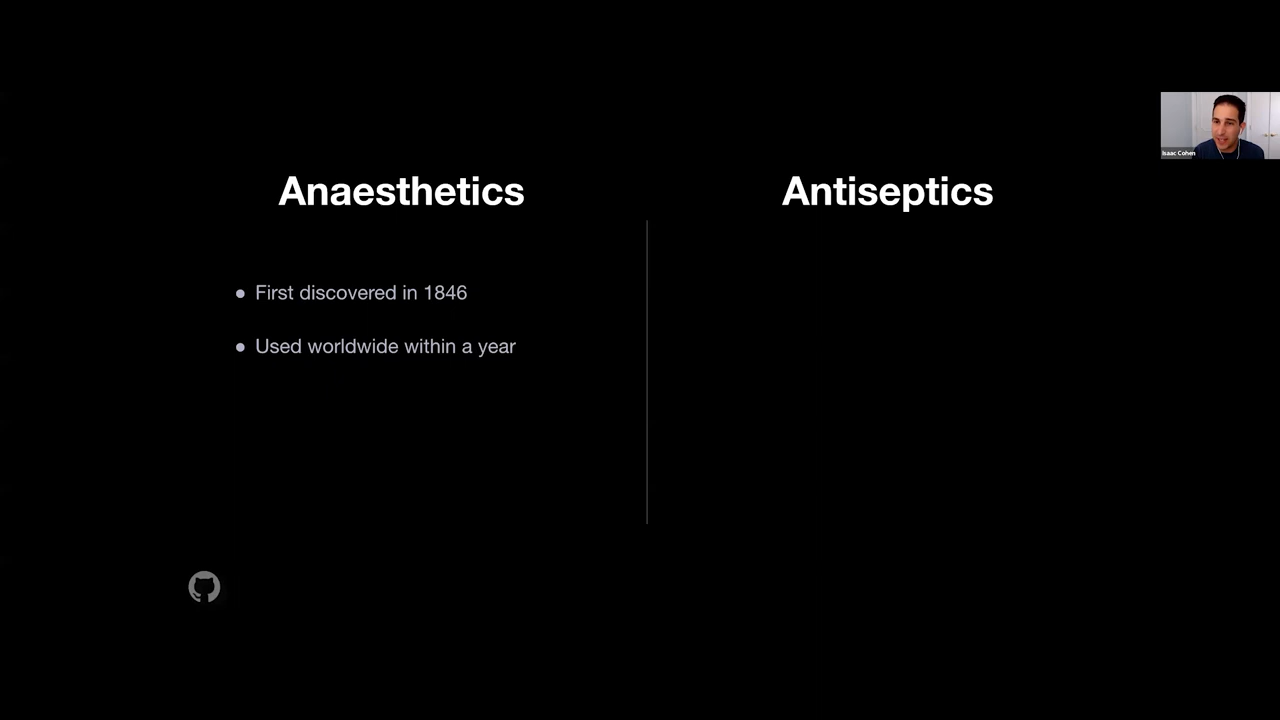 Anaesthetics
● First discovered in 1846
● Used worldwide within a year
Antiseptics
Isaac Cohen